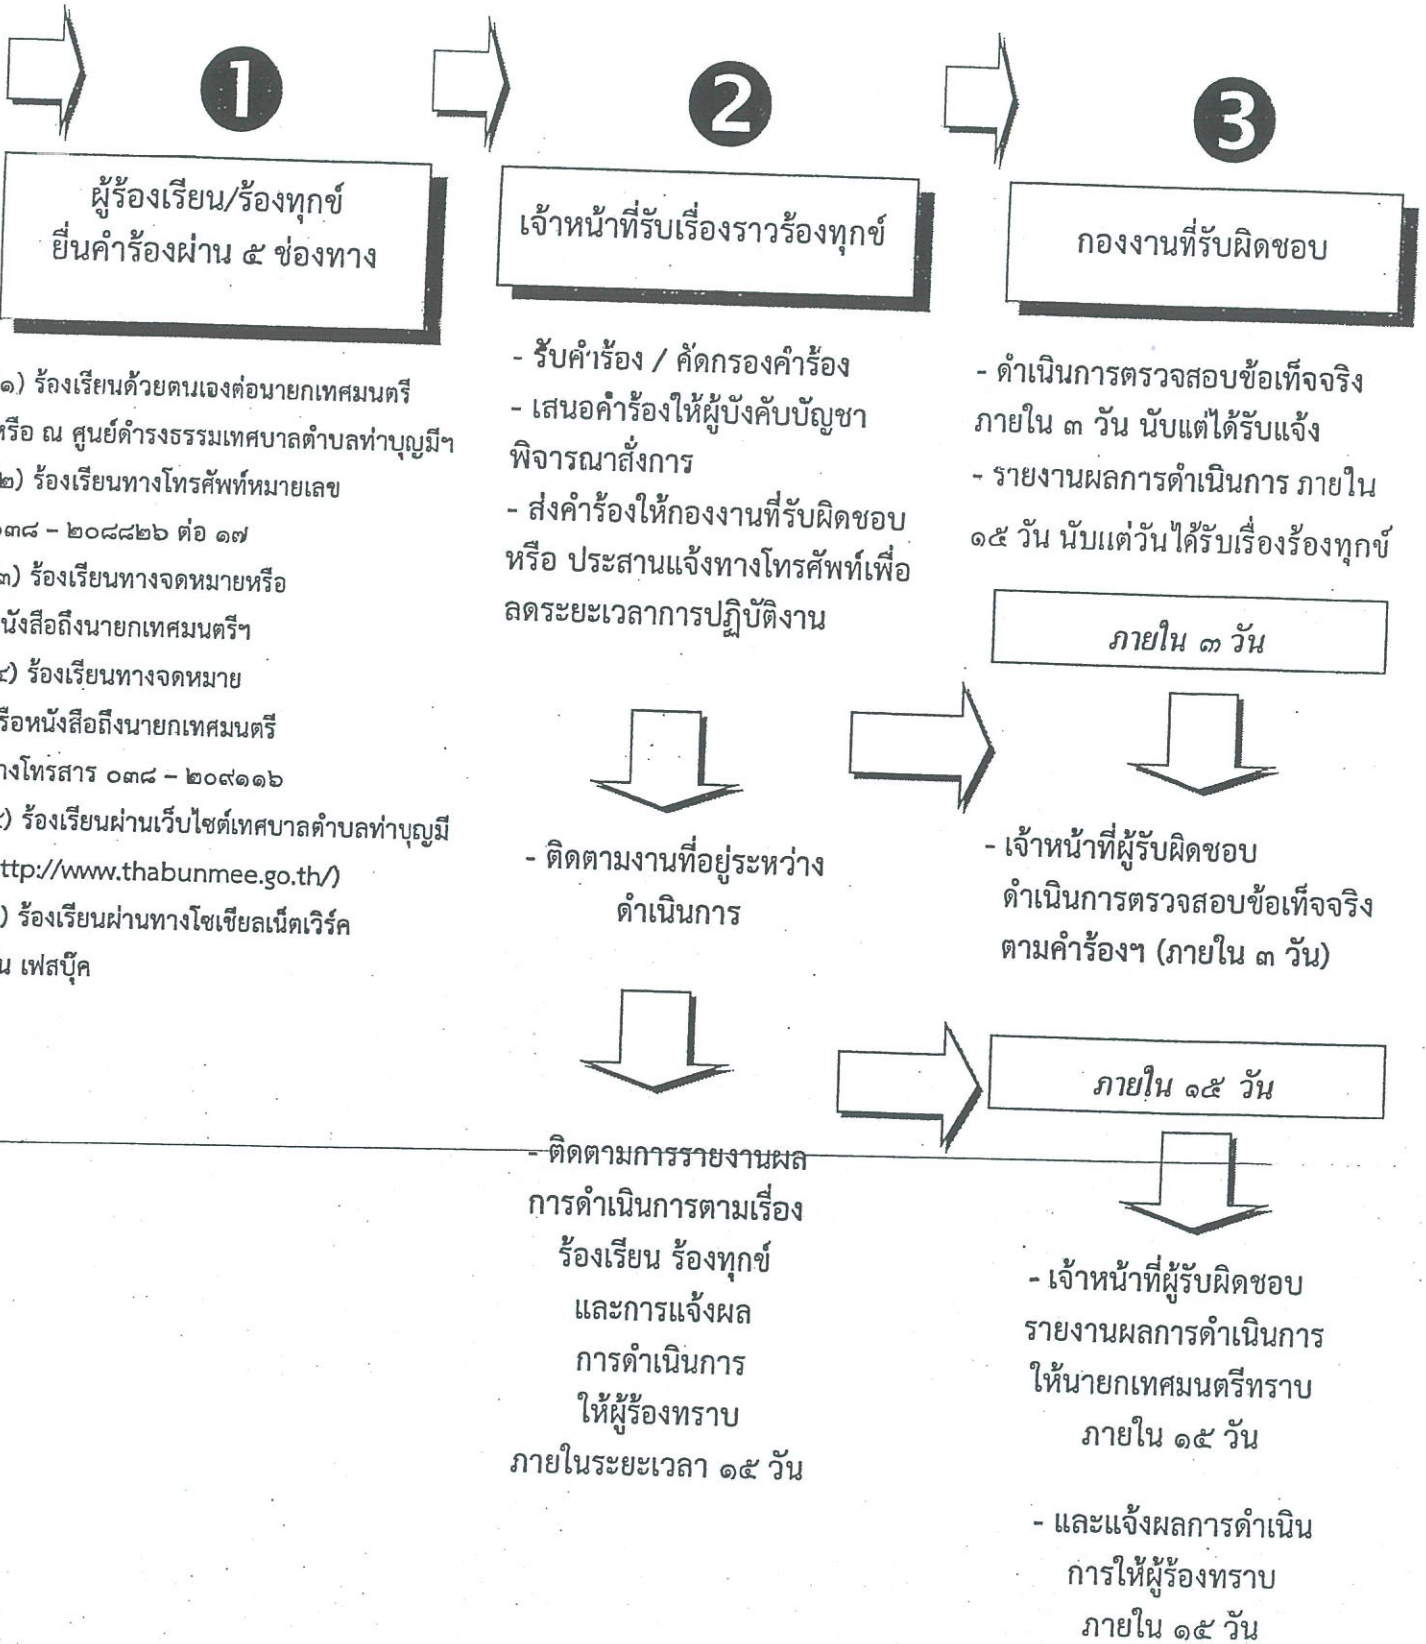 1
ผู้ร้องเรียน/ร้องทุกข์
ยื่นคำร้องผ่าน ๕ ช่องทาง
๑) ร้องเรียนด้วยตนเองต่อนายกเทศมนตรี
หรือ ณ ศูนย์ดำรงธรรมเทศบาลตำบลท่าบุญมีฯ
๒) ร้องเรียนทางโทรศัพท์หมายเลข
๐๓๘ – ๒๐๘๘๒๖ ต่อ ๑๗
๓) ร้องเรียนทางจดหมายหรือ
หนังสือถึงนายกเทศมนตรีฯ
๔) ร้องเรียนทางจดหมาย
รือหนังสือถึงนายกเทศมนตรี
างโทรสาร ๐๓๘ – ๒๐๙๑๑๖
) ร้องเรียนผ่านเว็บไซต์เทศบาลตำบลท่าบุญมี
ttp://www.thabunmee.go.th/)
) ร้องเรียนผ่านทางโซเชียลเน็ตเวิร์ค
น เฟสบุ๊ค
2
เจ้าหน้าที่รับเรื่องราวร้องทุกข์
- รับคำร้อง / คัดกรองคำร้อง
- เสนอคำร้องให้ผู้บังคับบัญชา
พิจารณาสั่งการ
- ส่งคำร้องให้กองงานที่รับผิดชอบ
หรือ ประสานแจ้งทางโทรศัพท์เพื่อ
ลดระยะเวลาการปฏิบัติงาน
- ติดตามงานที่อยู่ระหว่าง
ดำเนินการ
- ติดตามการรายงานผล
การดำเนินการตามเรื่อง
ร้องเรียน ร้องทุกข์
และการแจ้งผล
การดำเนินการ
ให้ผู้ร้องทราบ
ภายในระยะเวลา ๑๕ วัน
3
กองงานที่รับผิดชอบ
- ดำเนินการตรวจสอบข้อเท็จจริง
ภายใน ๓ วัน นับแต่ได้รับแจ้ง
- รายงานผลการดำเนินการ ภายใน
๑๕ วัน นับแต่วันได้รับเรื่องร้องทุกข์
ภายใน ๓ วัน
- เจ้าหน้าที่ผู้รับผิดชอบ
ดำเนินการตรวจสอบข้อเท็จจริง
ตามคำร้องฯ (ภายใน ๓ วัน)
ภายใน ๑๕ วัน
- เจ้าหน้าที่ผู้รับผิดชอบ
รายงานผลการดำเนินการ
ให้นายกเทศมนตรีทราบ
ภายใน ๑๕ วัน
- และแจ้งผลการดำเนิน
การให้ผู้ร้องทราบ
ภายใน ๑๕ วัน